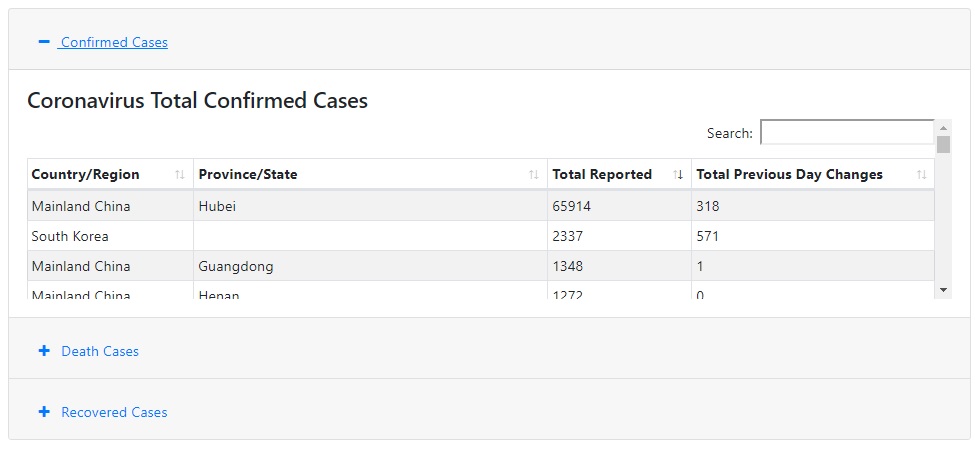 Confirmed Cases
Coronavirus Total Confirmed Cases
Search:
Country/Region Province/State Total Reported Total Previous Day Changes
Mainland China Hubei 65914 318
South Korea 2337 571
Mainland China Guangdong 1348 1
Mainland China Henan 1272 0
Death Cases
Recovered Cases